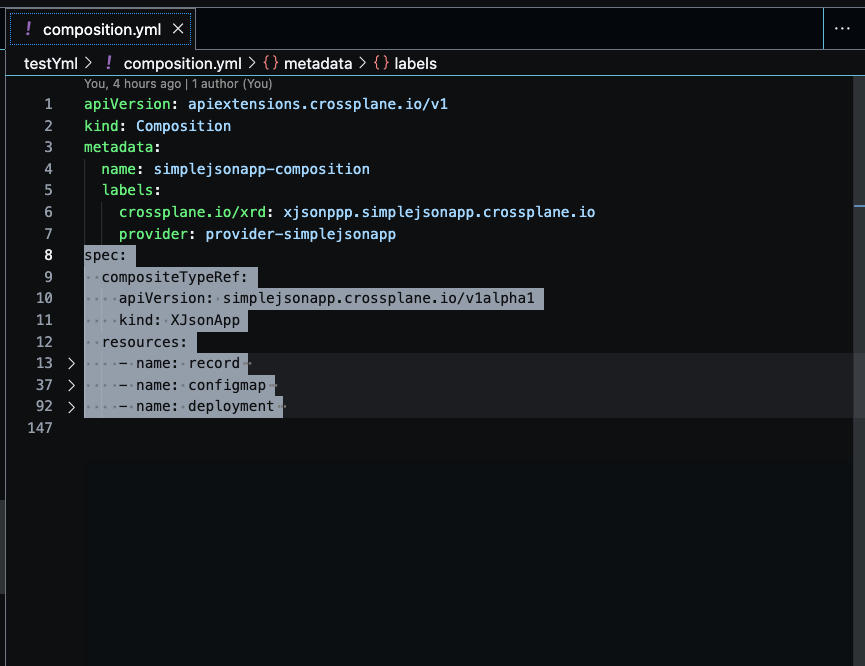 ! composition.yml ×
testYml > ! composition.yml > {} metadata > {} labels
You, 4 hours ago | 1 author (You)
1 apiVersion: apiextensions.crossplane.io/v1
2 kind: Composition
3 metadata:
4   name: simplejsonapp-composition
5   labels:
6     crossplane.io/xrd: xjsonppp.simplejsonapp.crossplane.io
7     provider: provider-simplejsonapp
8 spec:
9   compositeTypeRef:
10     apiVersion: simplejsonapp.crossplane.io/v1alpha1
11     kind: XJsonApp
12   resources:
13 >     - name: record
37 >     - name: configmap
92 >     - name: deployment
147